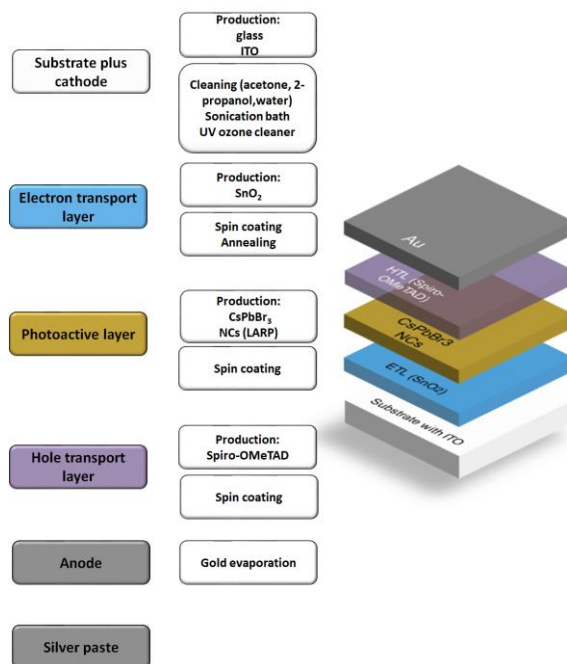 Production:
glass
ITO
Substrate plus
cathode
Cleaning (acetone, 2-
propanol,water)
Sonication bath
UV ozone cleaner
Electron transport
layer
Production:
SnO₂
Spin coating
Annealing
Photoactive layer
Production:
CsPbBr₃
NCs (LARP)
Spin coating
Hole transport
layer
Production:
Spiro-OMeTAD
Spin coating
Anode
Gold evaporation
Silver paste
Au
HTL (Spiro-
OMeTAD)
CsPbBr3
NCs
ETL (SnO2)
Substrate with ITO